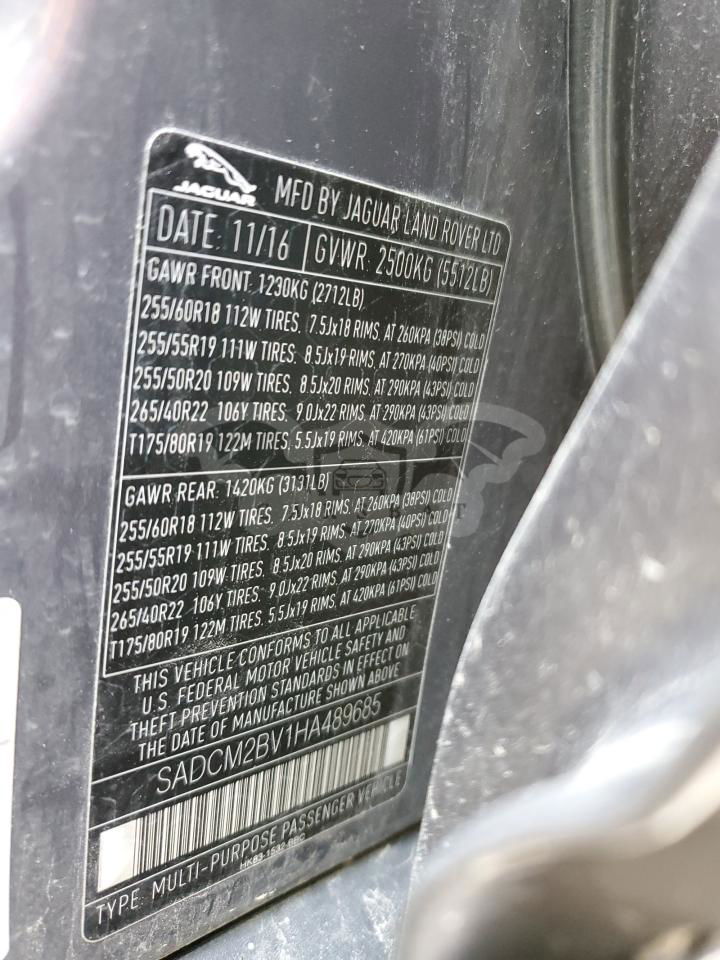 JAGUAR
MFD BY JAGUAR LAND ROVER LTD
DATE: 11/16
GVWR: 2500KG (5512LB)
GAWR FRONT: 1230KG (2712LB)
255/60R18 112W TIRES, 7.5Jx18 RIMS, AT 260KPA (38PSI) COLD
255/55R19 111W TIRES, 8.5Jx19 RIMS, AT 270KPA (40PSI) COLD
255/50R20 109W TIRES, 8.5Jx20 RIMS, AT 290KPA (43PSI) COLD
265/40R22 106Y TIRES, 9.0Jx22 RIMS, AT 290KPA (43PSI) COLD
T175/80R19 122M TIRES, 5.5Jx19 RIMS, AT 420KPA (61PSI) COLD
GAWR REAR: 1420KG (3131LB)
255/60R18 112W TIRES, 7.5Jx18 RIMS, AT 260KPA (38PSI) COLD
255/55R19 111W TIRES, 8.5Jx19 RIMS, AT 270KPA (40PSI) COLD
255/50R20 109W TIRES, 8.5Jx20 RIMS, AT 290KPA (43PSI) COLD
265/40R22 106Y TIRES, 9.0Jx22 RIMS, AT 290KPA (43PSI) COLD
T175/80R19 122M TIRES, 5.5Jx19 RIMS, AT 420KPA (61PSI) COLD
THIS VEHICLE CONFORMS TO ALL APPLICABLE
U.S. FEDERAL MOTOR VEHICLE SAFETY AND
THEFT PREVENTION STANDARDS IN EFFECT ON
THE DATE OF MANUFACTURE SHOWN ABOVE
SADCM2BV1HA489685
TYPE: MULTI-PURPOSE PASSENGER VEHICLE